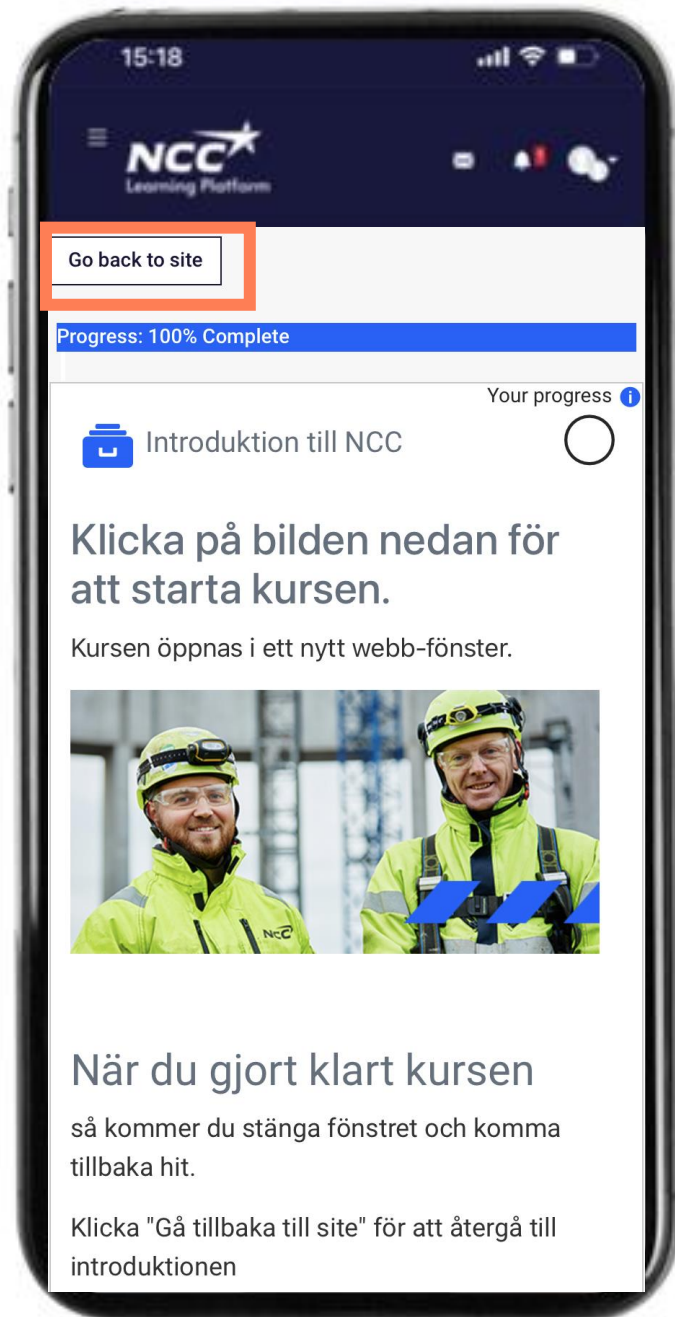 15:18
NCC
Learning Platform
Go back to site
Progress: 100% Complete
Your progress
Introduktion till NCC
Klicka på bilden nedan för
att starta kursen.
Kursen öppnas i ett nytt webb-fönster.
NCC
När du gjort klart kursen
så kommer du stänga fönstret och komma
tillbaka hit.
Klicka "Gå tillbaka till site" för att återgå till
introduktionen